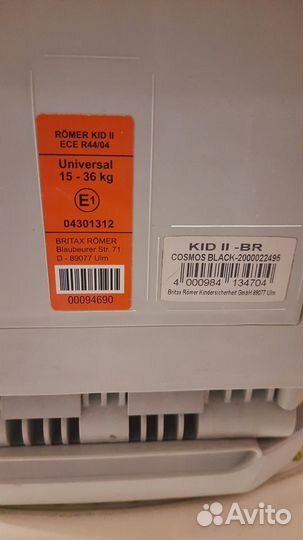 RÖMER KID II
ECE R44/04
Universal
15 - 36 kg
E1
04301312
BRITAX RÖMER
Blaubeurer Str. 71
D - 89077 Ulm
00094690
KID II -BR
COSMOS BLACK-2000022495
4 000984 134704
Britax Römer Kindersicherheit GmbH 89077 Ulm
Avito